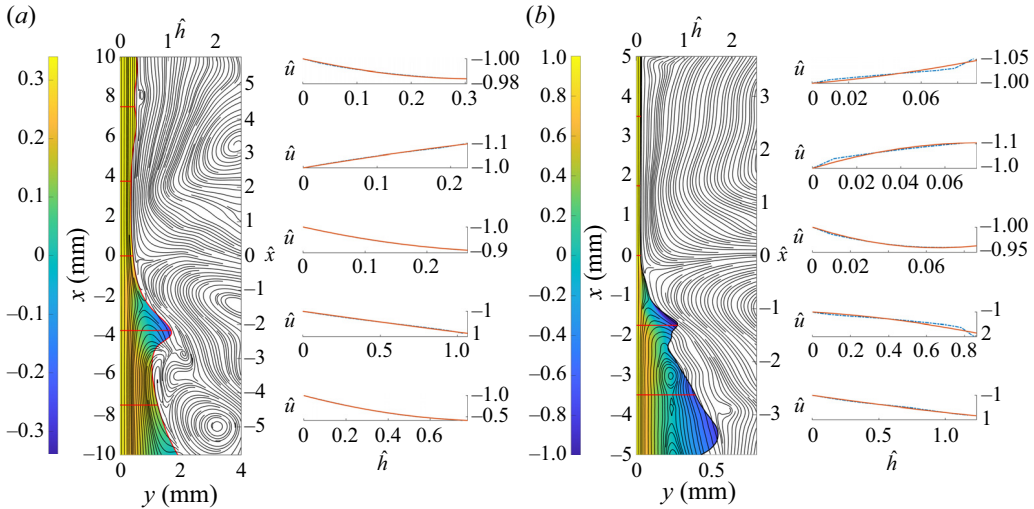 (a)
(b)
ĥ
0 1 2
0.3
0.2
0.1
0
–0.1
–0.2
–0.3
10
8
6
4
2
0
–2
–4
–6
–8
–10
x (mm)
0 2 4
y (mm)
5
4
3
2
1
0
–1
–2
–3
–4
–5
x̂
û
–1.00
–0.98
0 0.1 0.2 0.3
û
–1.1
–1.0
0 0.1 0.2
û
–1.0
–0.9
0 0.1 0.2
û
–1
1
0 0.5 1.0
û
–1.0
–0.5
0 0.2 0.4 0.6
ĥ
ĥ
0 1 2
1.0
0.8
0.6
0.4
0.2
0
–0.2
–0.4
–0.6
–0.8
–1.0
5
4
3
2
1
0
–1
–2
–3
–4
–5
x (mm)
0 0.5
y (mm)
3
2
1
0
–1
–2
–3
x̂
û
–1.05
–1.00
0 0.02 0.06
û
–1.1
–1.0
0 0.02 0.04 0.06
û
–1.00
–0.95
0 0.02 0.06
û
–1
2
0 0.2 0.4 0.6 0.8
û
–1
1
0 0.5 1.0
ĥ